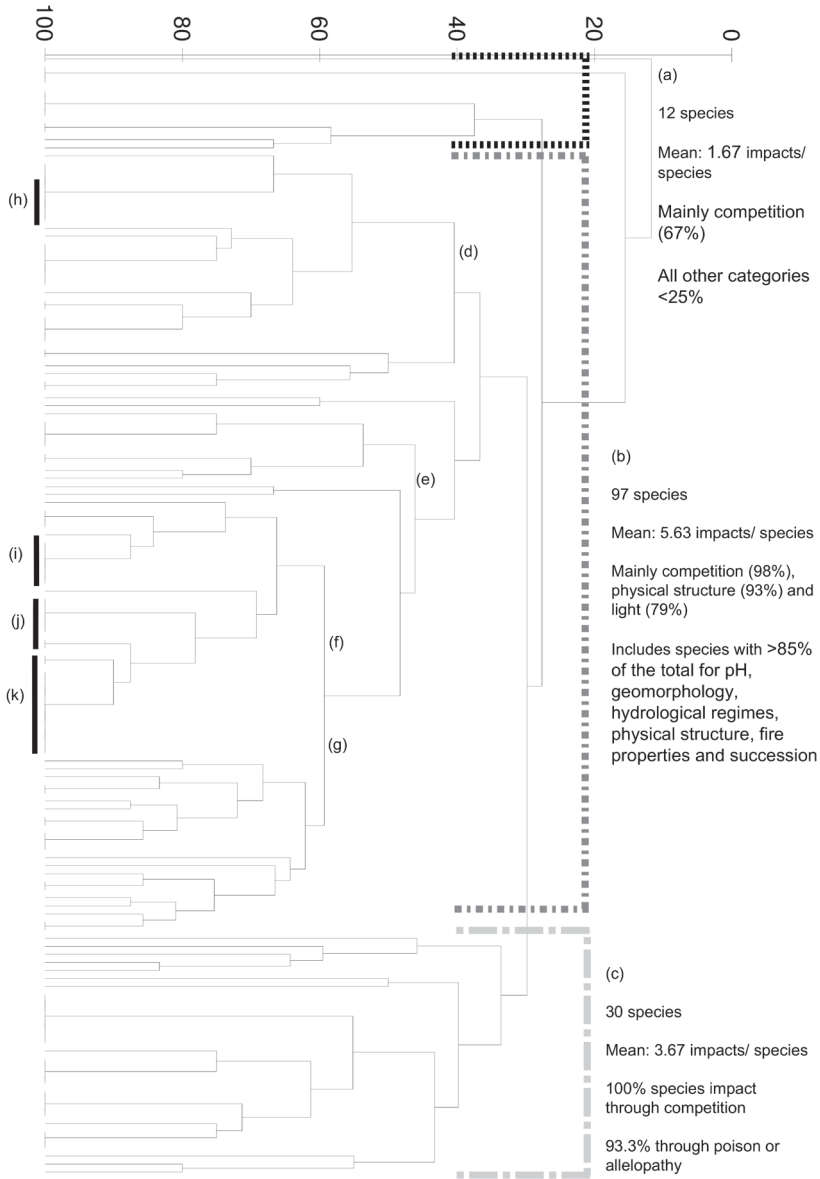 100 80 60 40 20 0
(a)
12 species
Mean: 1.67 impacts/
species
Mainly competition
(67%)
All other categories
<25%
(h)
(d)
(e)
(b)
97 species
Mean: 5.63 impacts/ species
Mainly competition (98%),
physical structure (93%) and
light (79%)
Includes species with >85%
of the total for pH,
geomorphology,
hydrological regimes,
physical structure, fire
properties and succession
(i)
(j)
(f)
(k)
(g)
(c)
30 species
Mean: 3.67 impacts/ species
100% species impact
through competition
93.3% through poison or
allelopathy